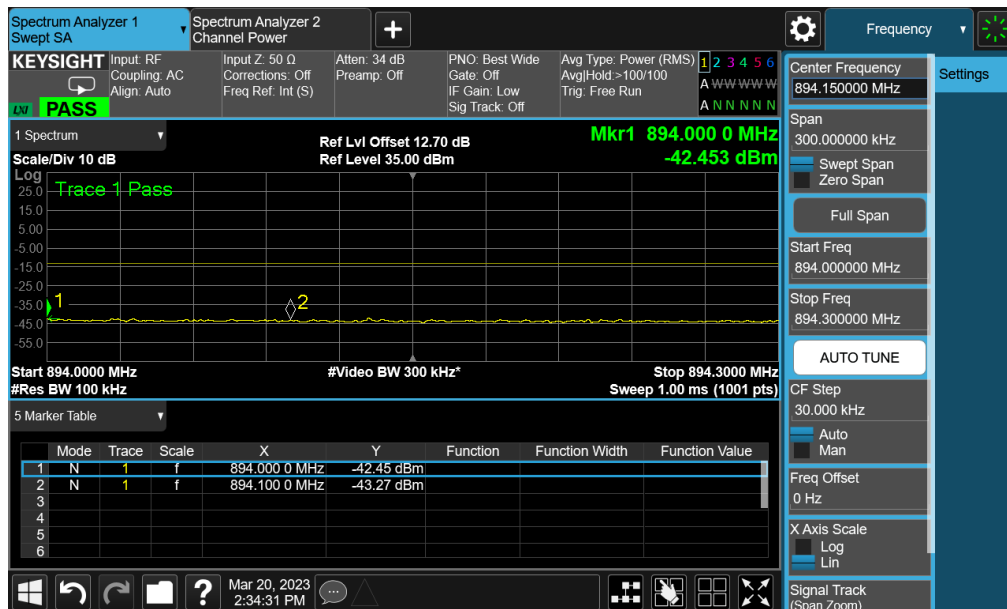 Spectrum Analyzer 1
Swept SA
Spectrum Analyzer 2
Channel Power
Frequency
KEYSIGHT
Input: RF
Coupling: AC
Align: Auto
Input Z: 50 Ω
Corrections: Off
Freq Ref: Int (S)
Atten: 34 dB
Preamp: Off
PNO: Best Wide
Gate: Off
IF Gain: Low
Sig Track: Off
Avg Type: Power (RMS)
Avg|Hold:>100/100
Trig: Free Run
1 2 3 4 5 6
A W W W W W
A N N N N N
LXI
PASS
1 Spectrum
Scale/Div 10 dB
Ref Lvl Offset 12.70 dB
Ref Level 35.00 dBm
Mkr1 894.000 0 MHz
-42.453 dBm
Log
Trace 1 Pass
25.0
15.0
5.00
-5.00
-15.0
-25.0
-35.0
-45.0
-55.0
1
2
Start 894.0000 MHz
#Res BW 100 kHz
#Video BW 300 kHz*
Stop 894.3000 MHz
Sweep 1.00 ms (1001 pts)
5 Marker Table
Mode Trace Scale X Y Function Function Width Function Value
1 N 1 f 894.000 0 MHz -42.45 dBm
2 N 1 f 894.100 0 MHz -43.27 dBm
3
4
5
6
Mar 20, 2023
2:34:31 PM
Center Frequency
894.150000 MHz
Span
300.000000 kHz
Swept Span
Zero Span
Full Span
Start Freq
894.000000 MHz
Stop Freq
894.300000 MHz
AUTO TUNE
CF Step
30.000 kHz
Auto
Man
Freq Offset
0 Hz
X Axis Scale
Log
Lin
Signal Track
(Span Zoom)
Settings